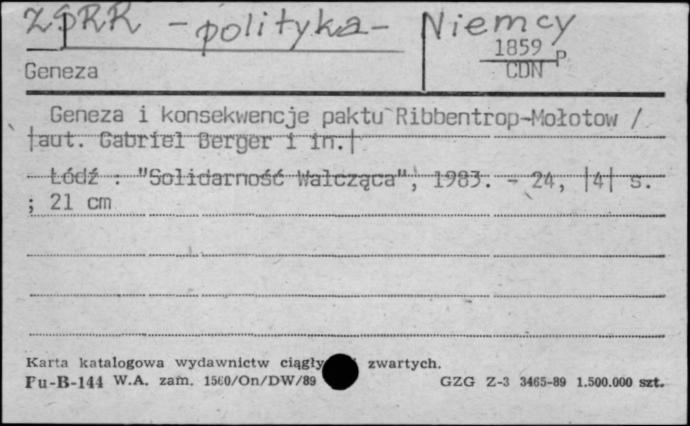 ZSRR - polityka - Niemcy
1859 P
CDN
Geneza
Geneza i konsekwencje paktu Ribbentrop-Mołotow /
|aut. Gabriel Berger i in.|
Łódź : "Solidarność Walcząca", 1983. - 24, |4| s.
; 21 cm
Karta katalogowa wydawnictw ciągły zwartych.
Pu-B-144 W.A. zam. 1560/On/DW/89 GZG Z-3 3465-89 1.500.000 szt.